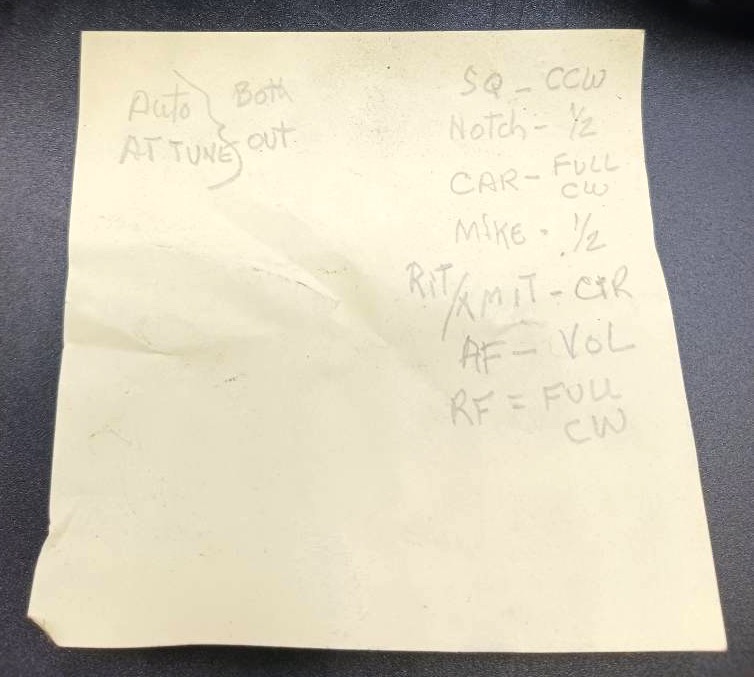 Auto } Both
AT TUNE } OUT
SQ - CCW
Notch - 1/2
CAR - FULL
CW
MIKE - 1/2
RIT/XMIT - CTR
AF - VOL
RF = FULL
CW